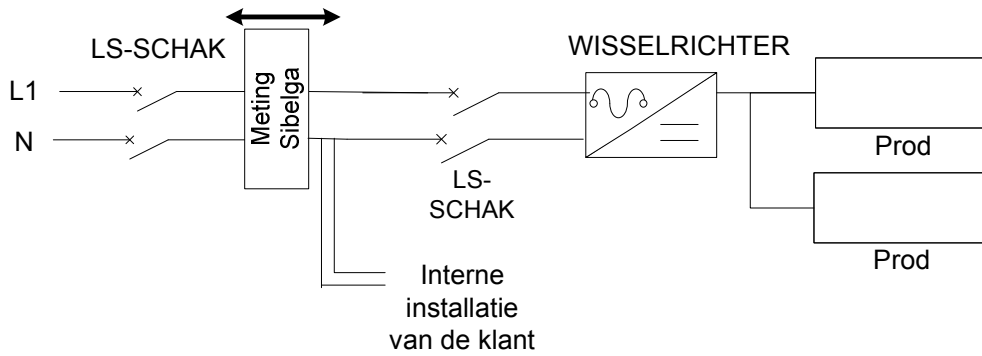 LS-SCHAK
L1
N
Meting
Sibelga
LS-
SCHAK
WISSELRICHTER
Prod
Prod
Interne
installatie
van de klant